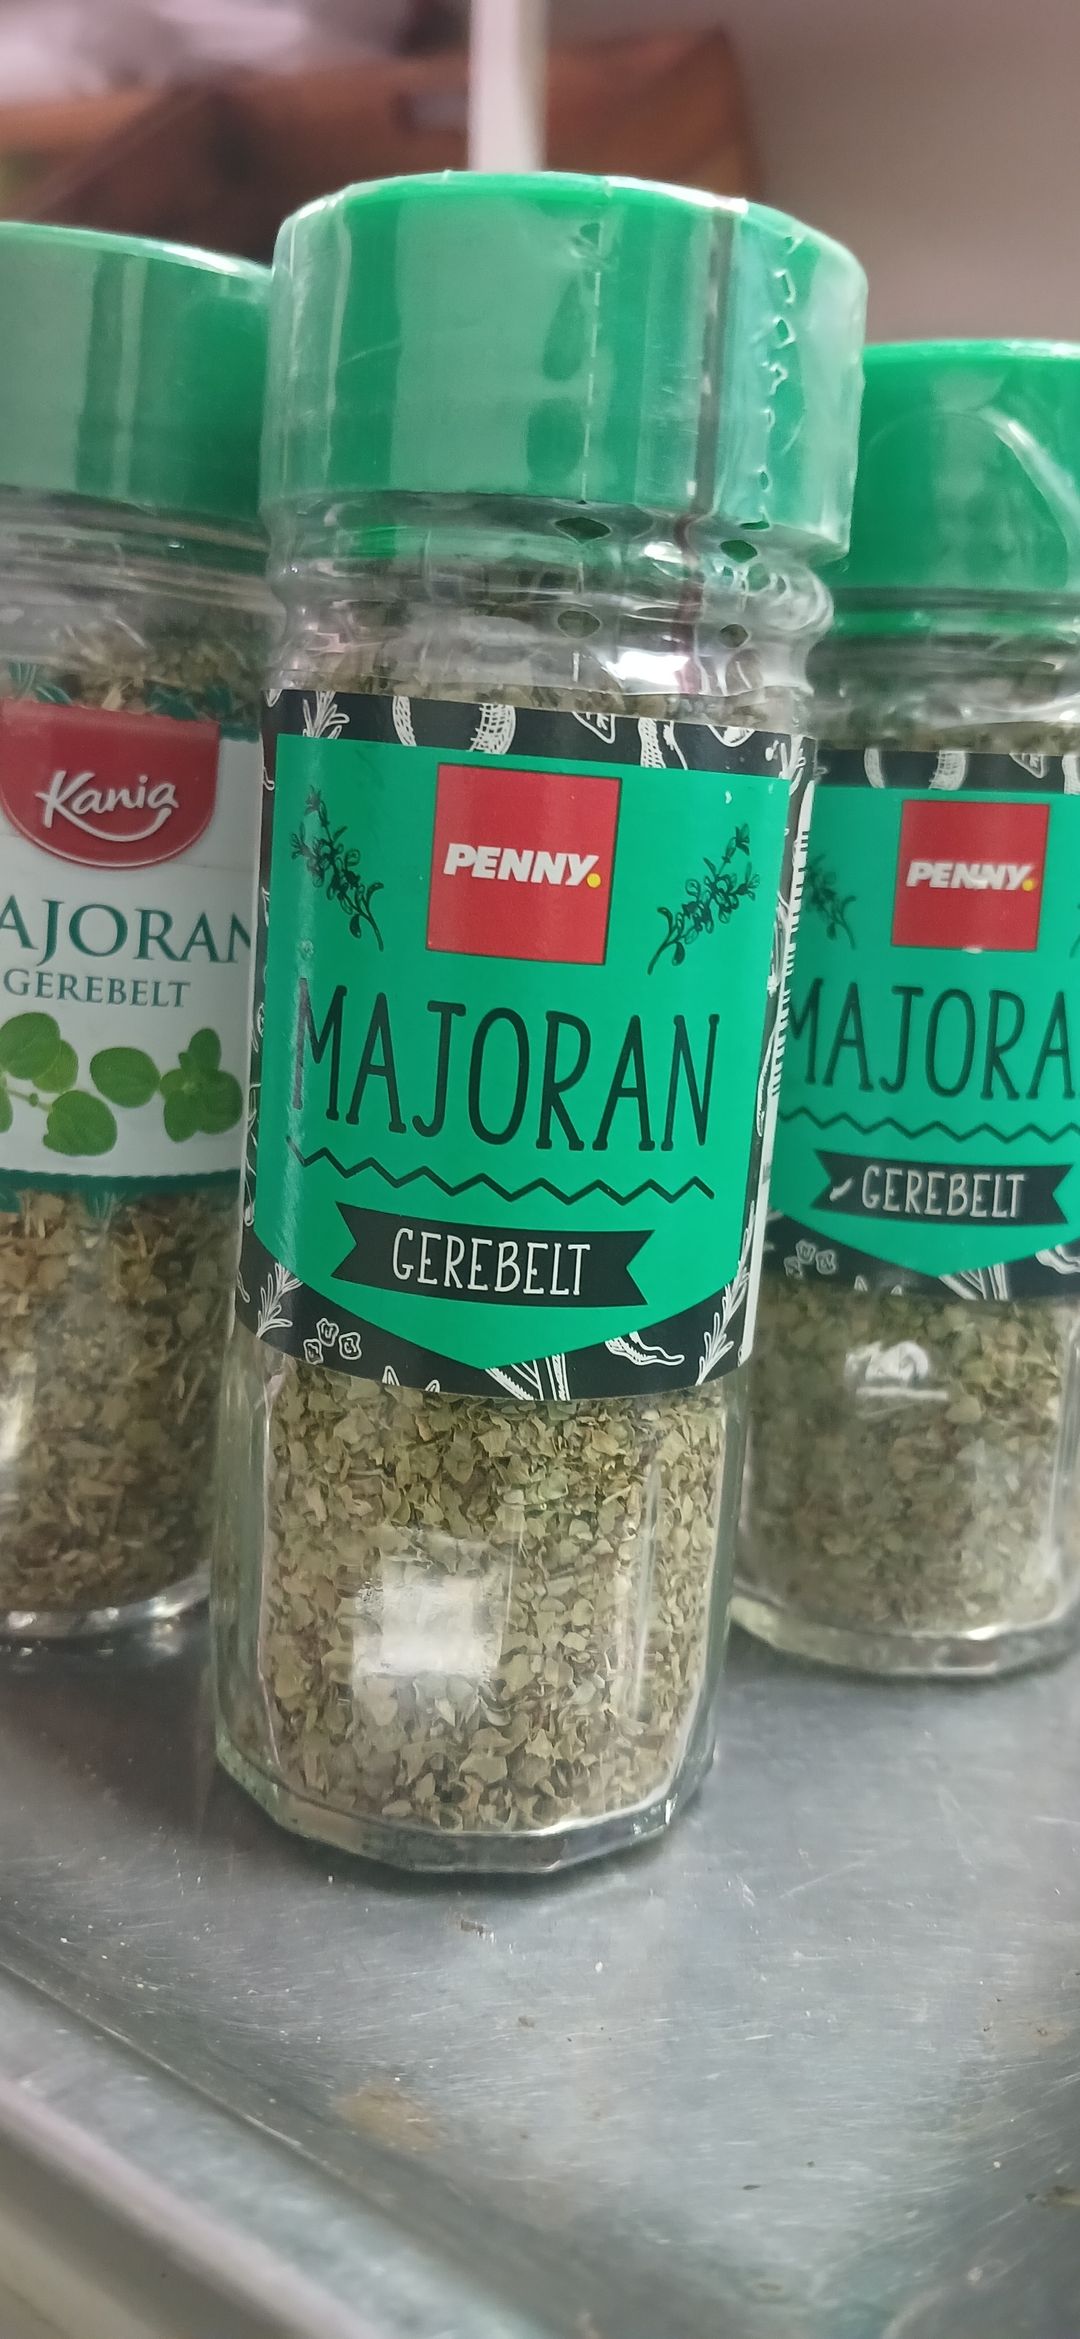 Kania
AJORAN
GEREBELT
PENNY.
MAJORAN
GEREBELT
PENNY.
MAJORA
GEREBELT